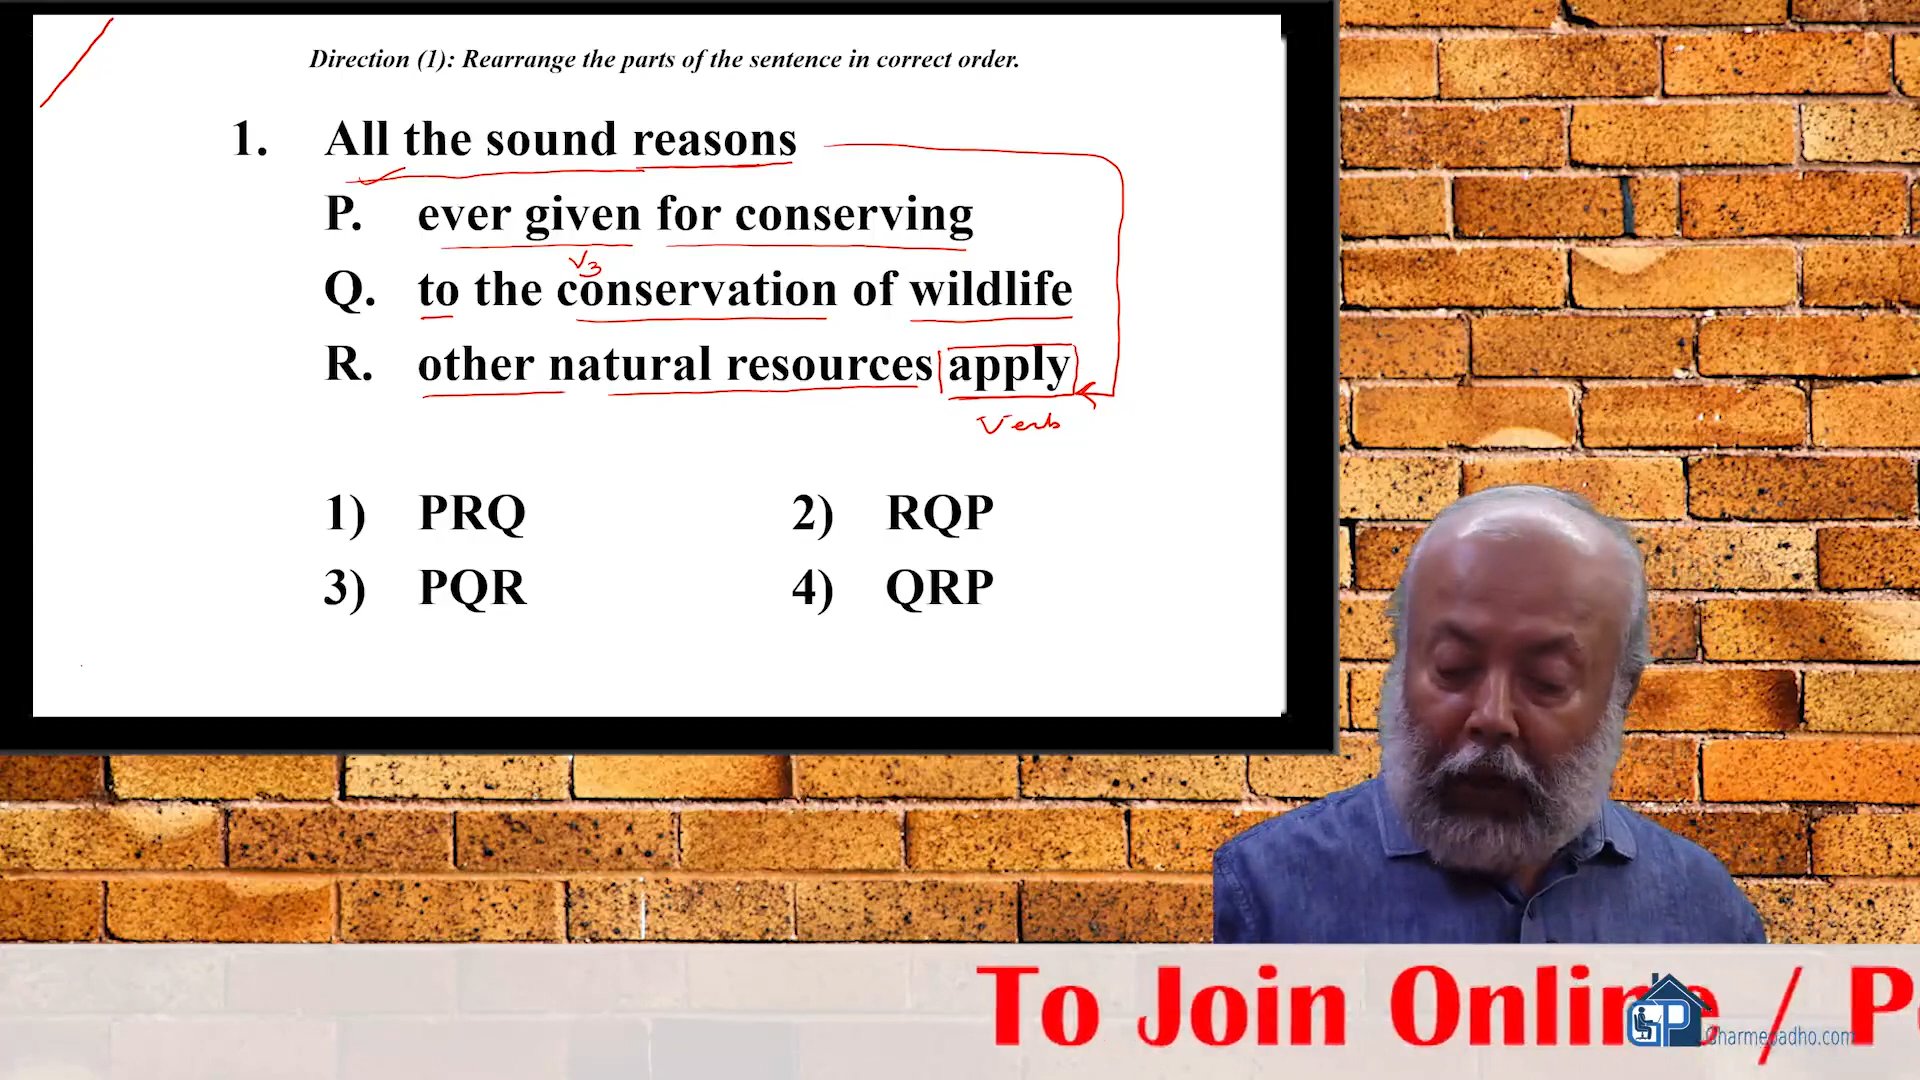 Direction (1): Rearrange the parts of the sentence in correct order.
1. All the sound reasons
P. ever given for conserving
V3
Q. to the conservation of wildlife
R. other natural resources apply
Verb
1) PRQ 2) RQP
3) PQR 4) QRP
To Join Online / P
GP
Gharmepadho.com